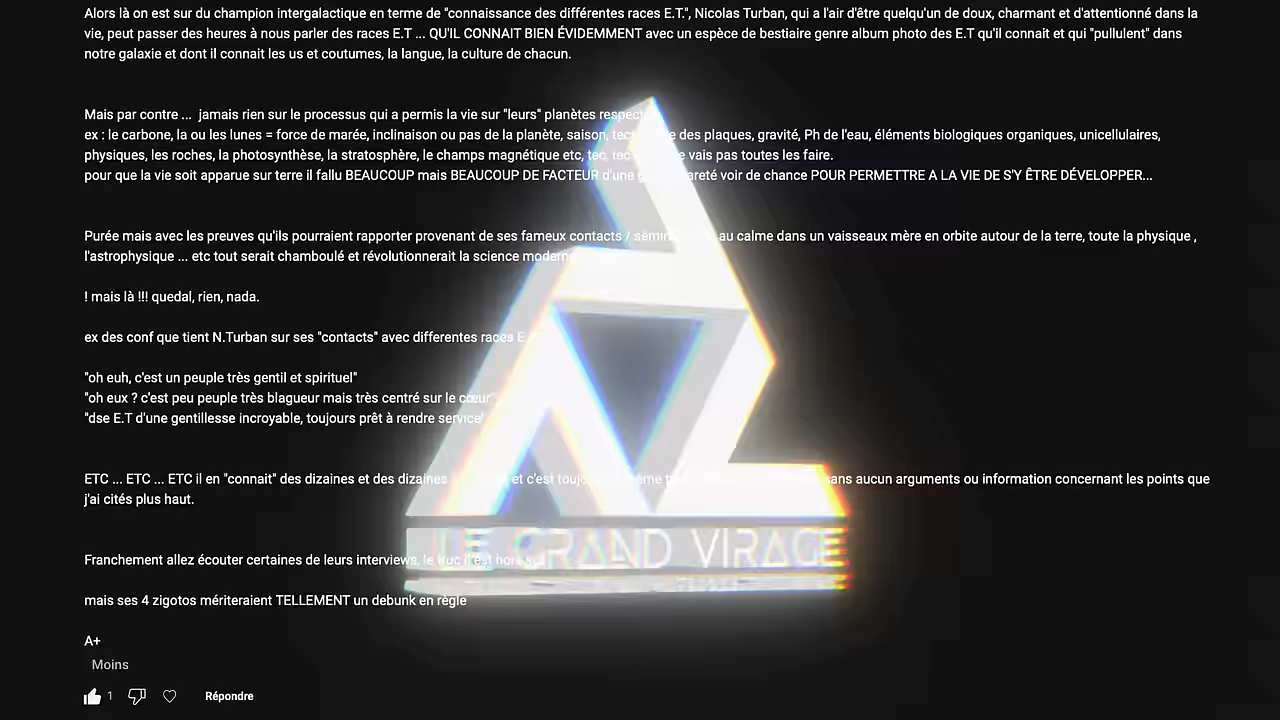 Alors là on est sur du champion intergalactique en terme de "connaissance des différentes races E.T.", Nicolas Turban, qui a l'air d'être quelqu'un de doux, charmant et d'attentionné dans la
vie, peut passer des heures à nous parler des races E.T ... QU'IL CONNAIT BIEN ÉVIDEMMENT avec un espèce de bestiaire genre album photo des E.T qu'il connait et qui "pullulent" dans
notre galaxie et dont il connait les us et coutumes, la langue, la culture de chacun.
Mais par contre ... jamais rien sur le processus qui a permis la vie sur "leurs" planètes
ex : le carbone, la ou les lunes = force de marée, inclinaison ou pas de la planète, saison, des plaques, gravité, Ph de l'eau, éléments biologiques organiques, unicellulaires,
physiques, les roches, la photosynthèse, la stratosphère, le champs magnétique etc, tec, tec vais pas toutes les faire.
pour que la vie soit apparue sur terre il fallu BEAUCOUP mais BEAUCOUP DE FACTEUR d'une voir de chance POUR PERMETTRE A LA VIE DE S'Y ÊTRE DÉVELOPPER...
Purée mais avec les preuves qu'ils pourraient rapporter provenant de ses fameux contacts / au calme dans un vaisseaux mère en orbite autour de la terre, toute la physique ,
l'astrophysique ... etc tout serait chamboulé et révolutionnerait la science moderne
! mais là !!! quedal, rien, nada.
ex des conf que tient N.Turban sur ses "contacts" avec differentes races
"oh euh, c'est un peuple très gentil et spirituel"
"oh eux ? c'est peu peuple très blagueur mais très centré sur le cœur"
"dse E.T d'une gentillesse incroyable, toujours prêt à rendre service"
ETC ... ETC ... ETC il en "connait" des dizaines et des dizaines et c'est sans aucun arguments ou information concernant les points que
j'ai cités plus haut.
LE GRAND VIRAGE
Franchement allez écouter certaines de leurs interviews, le truc
mais ses 4 zigotos mériteraient TELLEMENT un debunk en règle
A+
Moins
1 Répondre